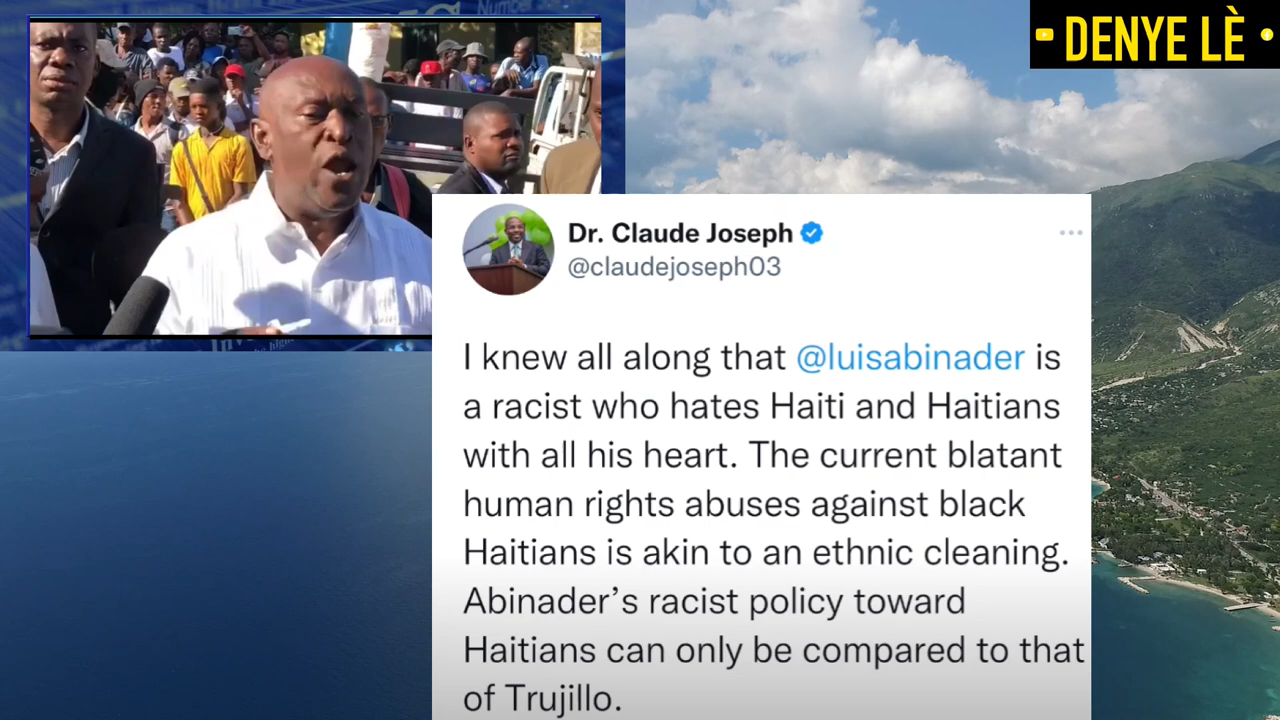 DENYE LÈ
Dr. Claude Joseph
@claudejoseph03
I knew all along that @luisabinader is
a racist who hates Haiti and Haitians
with all his heart. The current blatant
human rights abuses against black
Haitians is akin to an ethnic cleaning.
Abinader’s racist policy toward
Haitians can only be compared to that
of Trujillo.